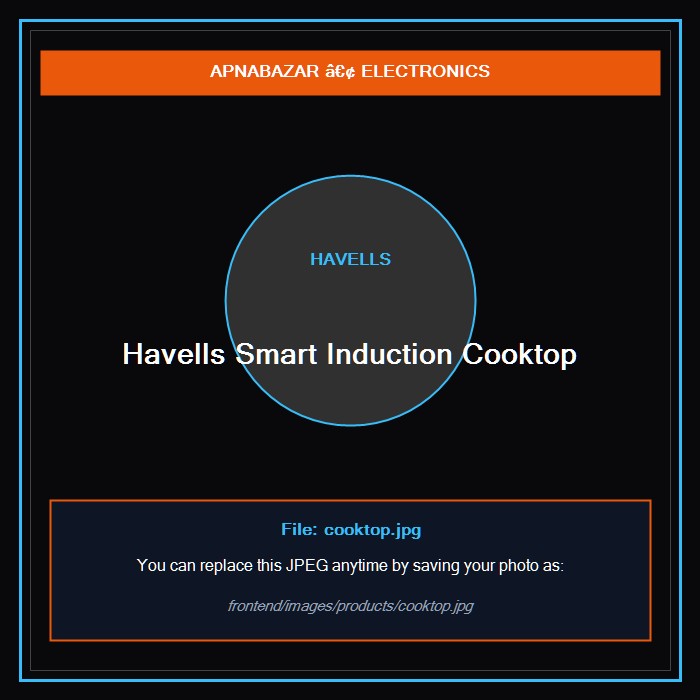 APNABAZAR â€¢ ELECTRONICS
HAVELLS
Havells Smart Induction Cooktop
File: cooktop.jpg
You can replace this JPEG anytime by saving your photo as:
frontend/images/products/cooktop.jpg